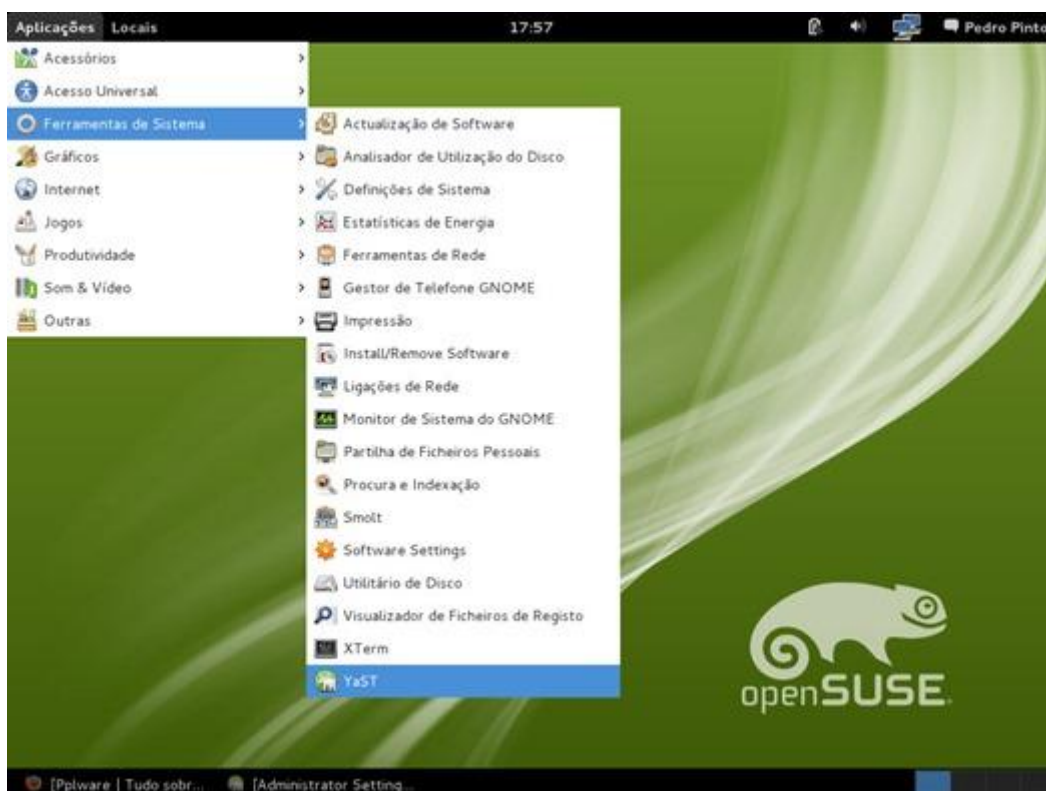 Aplicações Locais 17:57 Pedro Pinto
Acessórios
Acesso Universal
Ferramentas de Sistema
Gráficos
Internet
Jogos
Produtividade
Som & Vídeo
Outras
Actualização de Software
Analisador de Utilização do Disco
Definições de Sistema
Estatísticas de Energia
Ferramentas de Rede
Gestor de Telefone GNOME
Impressão
Install/Remove Software
Ligações de Rede
Monitor de Sistema do GNOME
Partilha de Ficheiros Pessoais
Procura e Indexação
Smolt
Software Settings
Utilitário de Disco
Visualizador de Ficheiros de Registo
XTerm
YaST
openSUSE
[Pplware | Tudo sobr... [Administrator Setting...